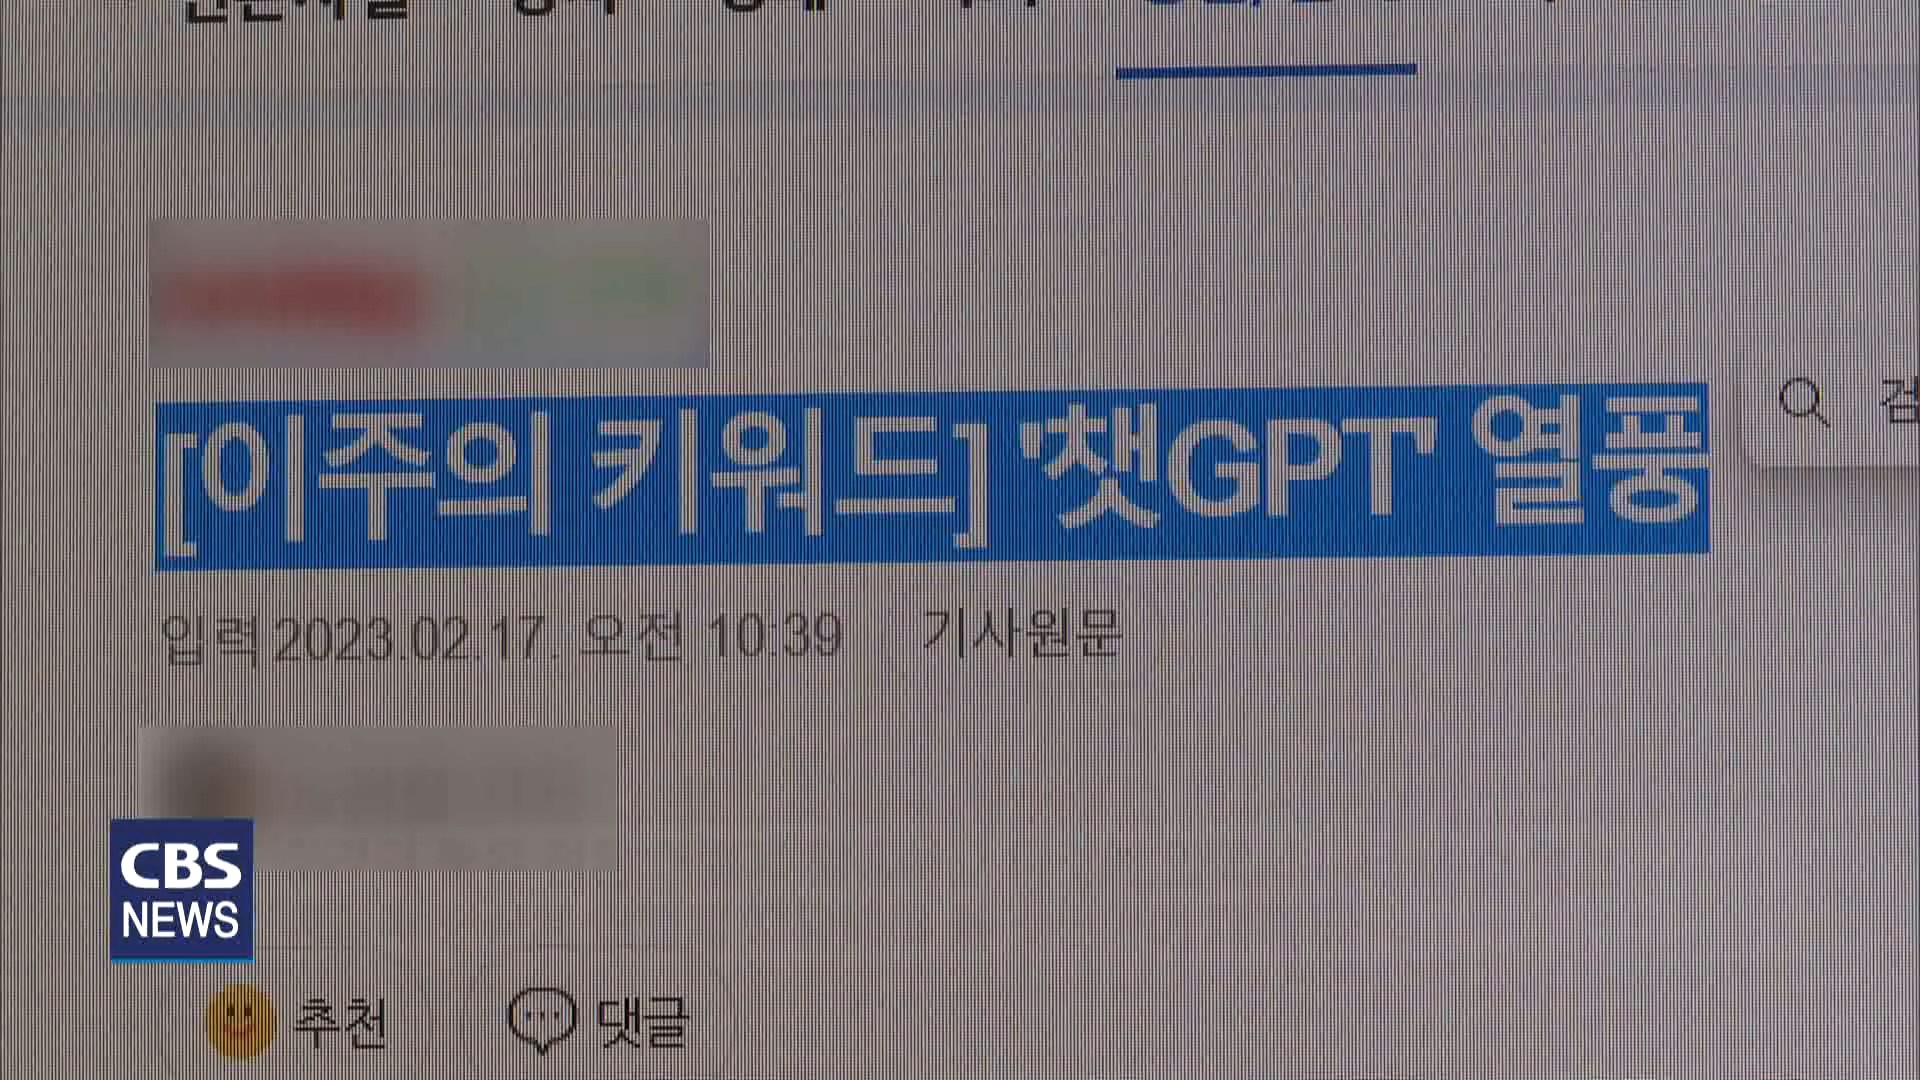 [이주의 키워드] '챗GPT' 열풍
입력 2023.02.17. 오전 10:39 기사원문
CBS
NEWS
추천 댓글